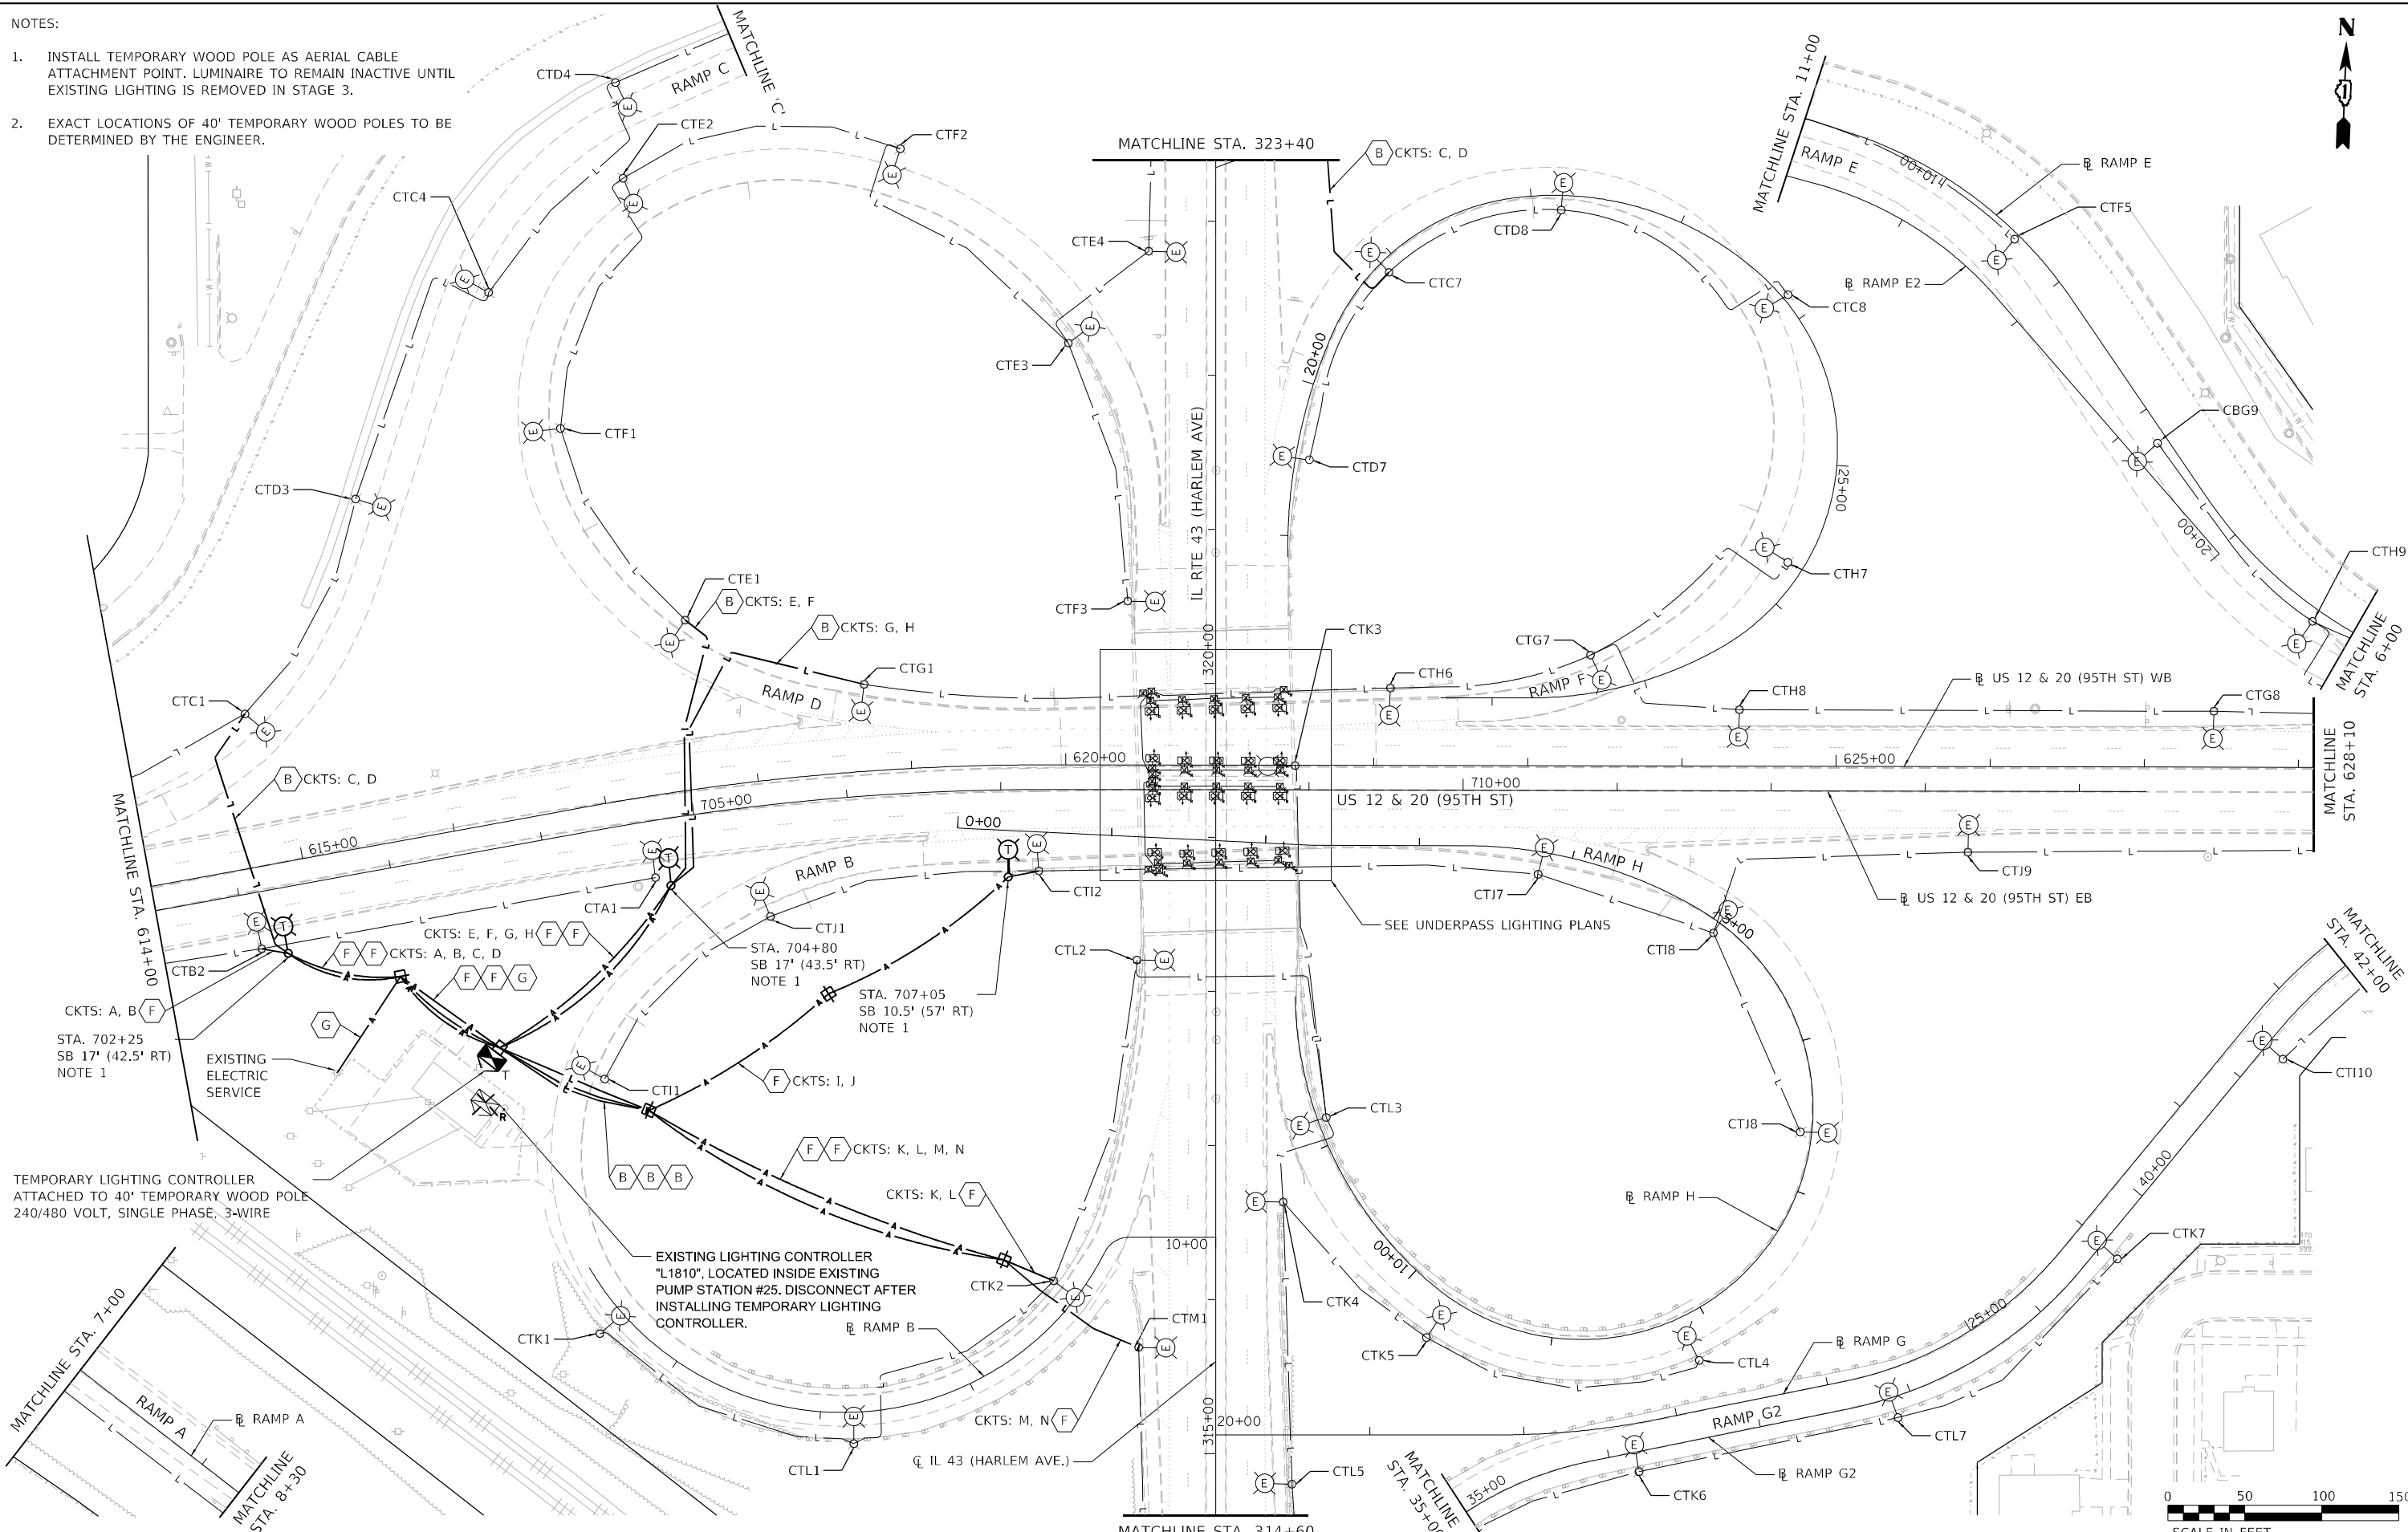 NOTES:
1. INSTALL TEMPORARY WOOD POLE AS AERIAL CABLE
ATTACHMENT POINT. LUMINAIRE TO REMAIN INACTIVE UNTIL
EXISTING LIGHTING IS REMOVED IN STAGE 3.
2. EXACT LOCATIONS OF 40' TEMPORARY WOOD POLES TO BE
DETERMINED BY THE ENGINEER.
N
MATCHLINE 'C'
RAMP C
CTD4
CTE2
CTF2
CTC4
MATCHLINE STA. 323+40
B CKTS: C, D
MATCHLINE STA. 11+00
RAMP E
10+00
℄ RAMP E
CTF5
℄ RAMP E2
CTE4
CTD8
CTC7
CTC8
CTE3
20+00
CTF1
CTD7
CBG9
CTD3
IL RTE 43 (HARLEM AVE)
25+00
20+00
CTH9
CTE1
B CKTS: E, F
CTF3
CTH7
B CKTS: G, H
CTK3
CTG7
MATCHLINE
STA. 6+00
CTG1
320+00
CTH6
RAMP D
RAMP F
℄ US 12 & 20 (95TH ST) WB
CTC1
CTH8
CTG8
B CKTS: C, D
620+00
625+00
MATCHLINE
STA. 628+10
705+00
710+00
US 12 & 20 (95TH ST)
MATCHLINE STA. 614+00
615+00
0+00
RAMP B
RAMP H
CTJ9
CTI2
CTA1
CTJ1
CTJ7
℄ US 12 & 20 (95TH ST) EB
SEE UNDERPASS LIGHTING PLANS
5+00
CKTS: E, F, G, H F F
STA. 704+80
SB 17' (43.5' RT)
NOTE 1
CTL2
CTI8
MATCHLINE
STA. 42+00
CTB2
F F CKTS: A, B, C, D
F F G
CKTS: A, B F
STA. 702+25
SB 17' (42.5' RT)
NOTE 1
STA. 707+05
SB 10.5' (57' RT)
NOTE 1
G
EXISTING
ELECTRIC
SERVICE
T
R
CTI1
F CKTS: I, J
CTI10
CTL3
CTJ8
B B B
F F CKTS: K, L, M, N
40+00
TEMPORARY LIGHTING CONTROLLER
ATTACHED TO 40' TEMPORARY WOOD POLE
240/480 VOLT, SINGLE PHASE, 3-WIRE
CKTS: K, L F
℄ RAMP H
10+00
10+00
CTK7
EXISTING LIGHTING CONTROLLER
"L1810", LOCATED INSIDE EXISTING
PUMP STATION #25. DISCONNECT AFTER
INSTALLING TEMPORARY LIGHTING
CONTROLLER.
CTK2
CTK4
CTM1
25+00
MATCHLINE STA. 7+00
CTK1
℄ RAMP B
CTK5
CTL4
℄ RAMP G
RAMP A
℄ RAMP A
CKTS: M, N F
315+00
20+00
RAMP G2
CTL7
MATCHLINE
STA. 8+30
CTL1
℄ IL 43 (HARLEM AVE.)
CTL5
MATCHLINE
STA. 35+00
35+00
℄ RAMP G2
CTK6
MATCHLINE STA. 314+60
0 50 100 150
SCALE IN FEET